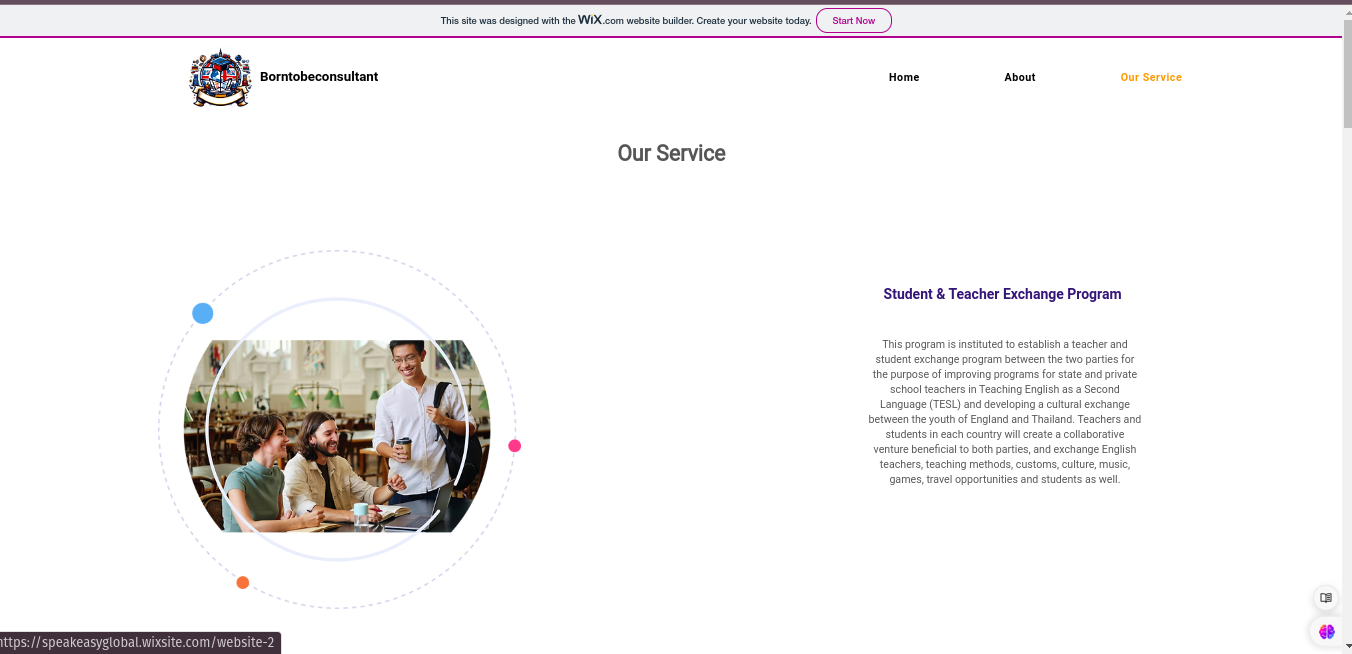 This site was designed with the WiX.com website builder. Create your website today. Start Now
Borntobeconsultant
Home About Our Service
Our Service
Student & Teacher Exchange Program
This program is instituted to establish a teacher and
student exchange program between the two parties for
the purpose of improving programs for state and private
school teachers in Teaching English as a Second
Language (TESL) and developing a cultural exchange
between the youth of England and Thailand. Teachers and
students in each country will create a collaborative
venture beneficial to both parties, and exchange English
teachers, teaching methods, customs, culture, music,
games, travel opportunities and students as well.
https://speakeasyglobal.wixsite.com/website-2